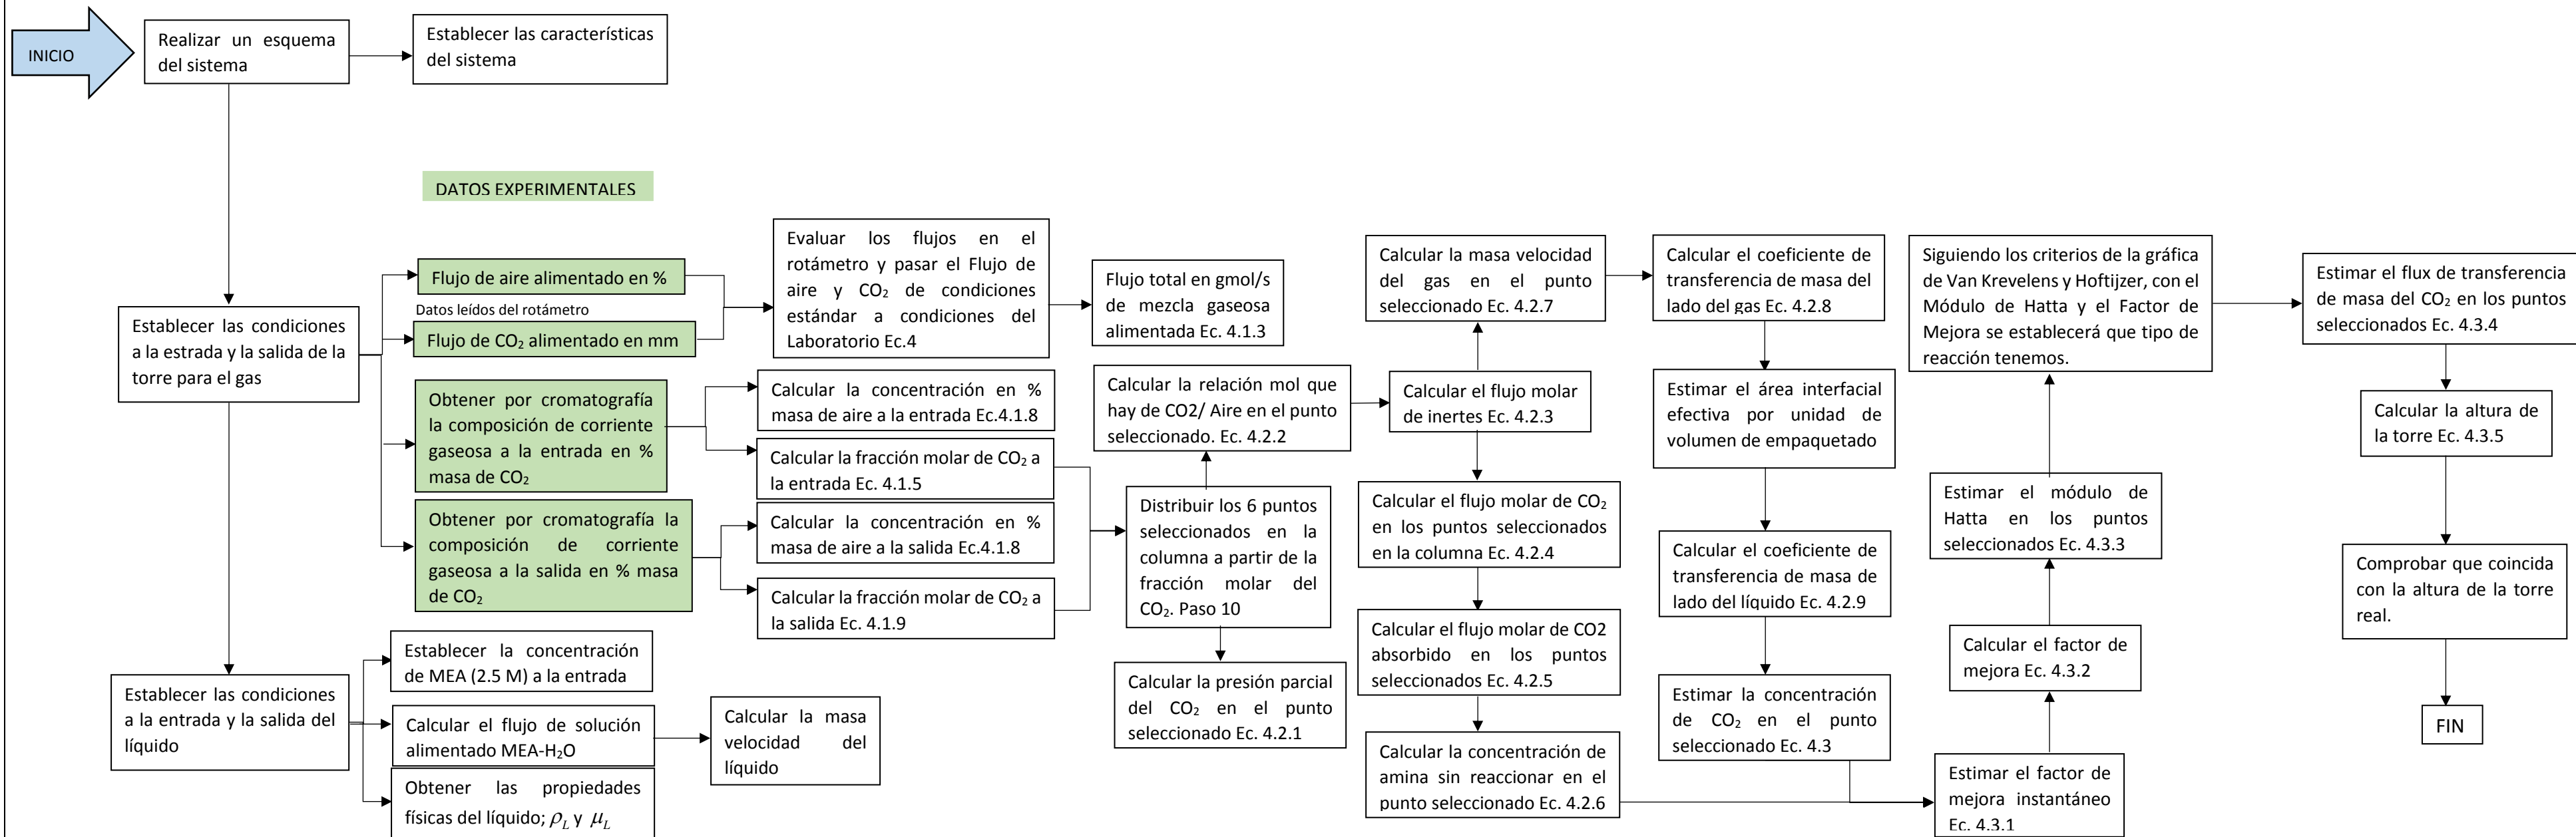 INICIO
Realizar un esquema
del sistema
Establecer las características
del sistema
DATOS EXPERIMENTALES
Establecer las condiciones
a la estrada y la salida de la
torre para el gas
Flujo de aire alimentado en %
Datos leídos del rotámetro
Flujo de CO₂ alimentado en mm
Obtener por cromatografía
la composición de corriente
gaseosa a la entrada en %
masa de CO₂
Obtener por cromatografía la
composición de corriente
gaseosa a la salida en % masa
de CO₂
Evaluar los flujos en el
rotámetro y pasar el Flujo de
aire y CO₂ de condiciones
estándar a condiciones del
Laboratorio Ec.4
Flujo total en gmol/s
de mezcla gaseosa
alimentada Ec. 4.1.3
Calcular la concentración en %
masa de aire a la entrada Ec.4.1.8
Calcular la fracción molar de CO₂ a
la entrada Ec. 4.1.5
Calcular la concentración en %
masa de aire a la salida Ec.4.1.8
Calcular la fracción molar de CO₂ a
la salida Ec. 4.1.9
Establecer las condiciones
a la entrada y la salida del
líquido
Establecer la concentración
de MEA (2.5 M) a la entrada
Calcular el flujo de solución
alimentado MEA-H₂O
Obtener las propiedades
físicas del líquido; ρL y μL
Calcular la masa
velocidad del
líquido
Calcular la relación mol que
hay de CO2/ Aire en el punto
seleccionado. Ec. 4.2.2
Distribuir los 6 puntos
seleccionados en la
columna a partir de la
fracción molar del
CO₂. Paso 10
Calcular la presión parcial
del CO₂ en el punto
seleccionado Ec. 4.2.1
Calcular la masa velocidad
del gas en el punto
seleccionado Ec. 4.2.7
Calcular el flujo molar
de inertes Ec. 4.2.3
Calcular el flujo molar de CO₂
en los puntos seleccionados
en la columna Ec. 4.2.4
Calcular el flujo molar de CO2
absorbido en los puntos
seleccionados Ec. 4.2.5
Calcular la concentración de
amina sin reaccionar en el
punto seleccionado Ec. 4.2.6
Calcular el coeficiente de
transferencia de masa del
lado del gas Ec. 4.2.8
Estimar el área interfacial
efectiva por unidad de
volumen de empaquetado
Calcular el coeficiente de
transferencia de masa de
lado del líquido Ec. 4.2.9
Estimar la concentración
de CO₂ en el punto
seleccionado Ec. 4.3
Siguiendo los criterios de la gráfica
de Van Krevelens y Hoftijzer, con el
Módulo de Hatta y el Factor de
Mejora se establecerá que tipo de
reacción tenemos.
Estimar el módulo de
Hatta en los puntos
seleccionados Ec. 4.3.3
Calcular el factor de
mejora Ec. 4.3.2
Estimar el factor de
mejora instantáneo
Ec. 4.3.1
Estimar el flux de transferencia
de masa del CO₂ en los puntos
seleccionados Ec. 4.3.4
Calcular la altura de
la torre Ec. 4.3.5
Comprobar que coincida
con la altura de la torre
real.
FIN